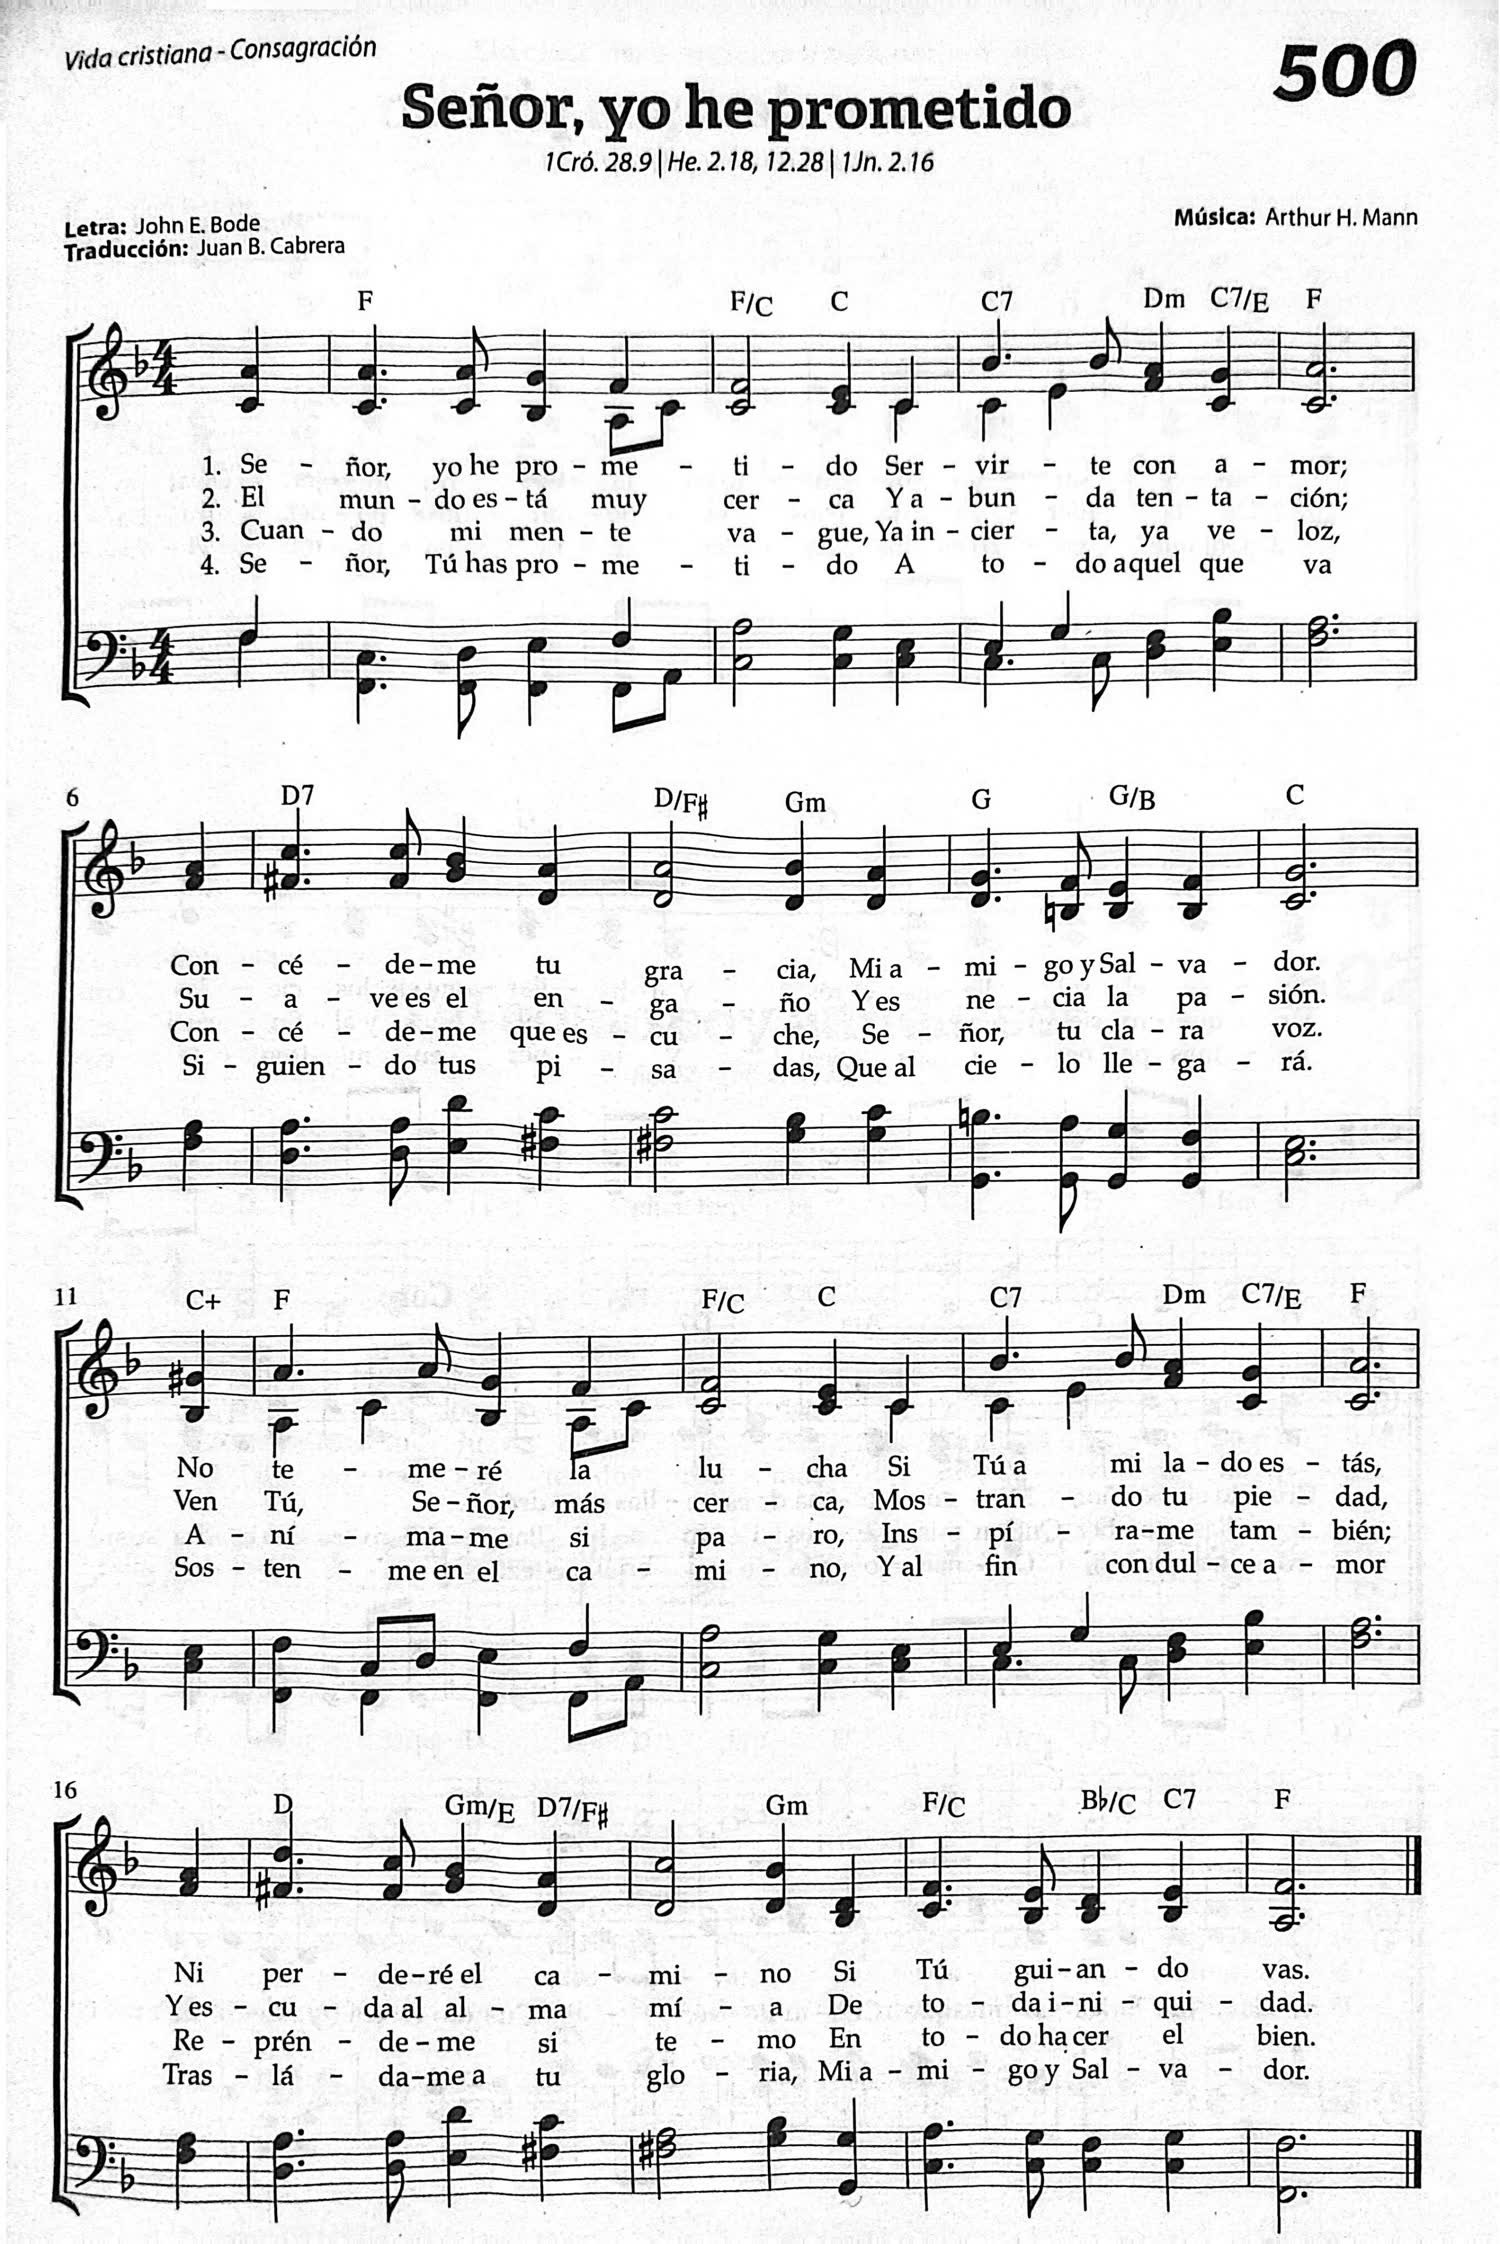 Vida cristiana - Consagración
500
Señor, yo he prometido
1Cró. 28.9 | He. 2.18, 12.28 | 1Jn. 2.16
Letra: John E. Bode
Música: Arthur H. Mann
Traducción: Juan B. Cabrera
F F/C C C7 Dm C7/E F
1. Se - ñor, yo he pro - me - ti - do Ser - vir - te con a - mor;
2. El mun - do es - tá muy cer - ca Y a - bun - da ten - ta - ción;
3. Cuan - do mi men - te va - gue, Ya in - cier - ta, ya ve - loz,
4. Se - ñor, Tú has pro - me - ti - do A to - do aquel que va
6
D7 D/F♯ Gm G G/B C
Con - cé - de - me tu gra - cia, Mi a - mi - go y Sal - va - dor.
Su - a - ve es el en - ga - ño Y es ne - cia la pa - sión.
Con - cé - de - me que es - cu - che, Se - ñor, tu cla - ra voz.
Si - guien - do tus pi - sa - das, Que al cie - lo lle - ga - rá.
11
C+ F F/C C C7 Dm C7/E F
No te - me - ré la lu - cha Si Tú a mi la - do es - tás,
Ven Tú, Se - ñor, más cer - ca, Mos - tran - do tu pie - dad,
A - ní - ma - me si pa - ro, Ins - pí - ra - me tam - bién;
Sos - ten - me en el ca - mi - no, Y al fin con dul - ce a - mor
16
D Gm/E D7/F♯ Gm F/C B♭/C C7 F
Ni per - de - ré el ca - mi - no Si Tú gui - an - do vas.
Y es - cu - da al al - ma mí - a De to - da i - ni - qui - dad.
Re - prén - de - me si te - mo En to - do hacer el bien.
Tras - lá - da - me a tu glo - ria, Mi a - mi - go y Sal - va - dor.